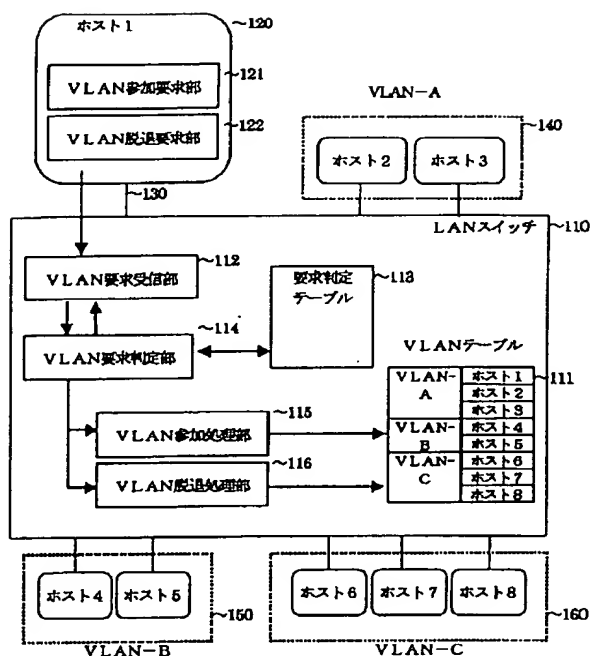 ホスト1
120
VLAN参加要求部
121
VLAN脱退要求部
122
130
VLAN-A
140
ホスト2
ホスト3
LANスイッチ
110
VLAN要求受信部
112
要求判定
テーブル
113
VLAN要求判定部
114
VLANテーブル
111
VLAN-
A
ホスト1
ホスト2
ホスト3
VLAN-
B
ホスト4
ホスト5
VLAN-
C
ホスト6
ホスト7
ホスト8
VLAN参加処理部
115
VLAN脱退処理部
116
ホスト4
ホスト5
150
VLAN-B
ホスト6
ホスト7
ホスト8
160
VLAN-C